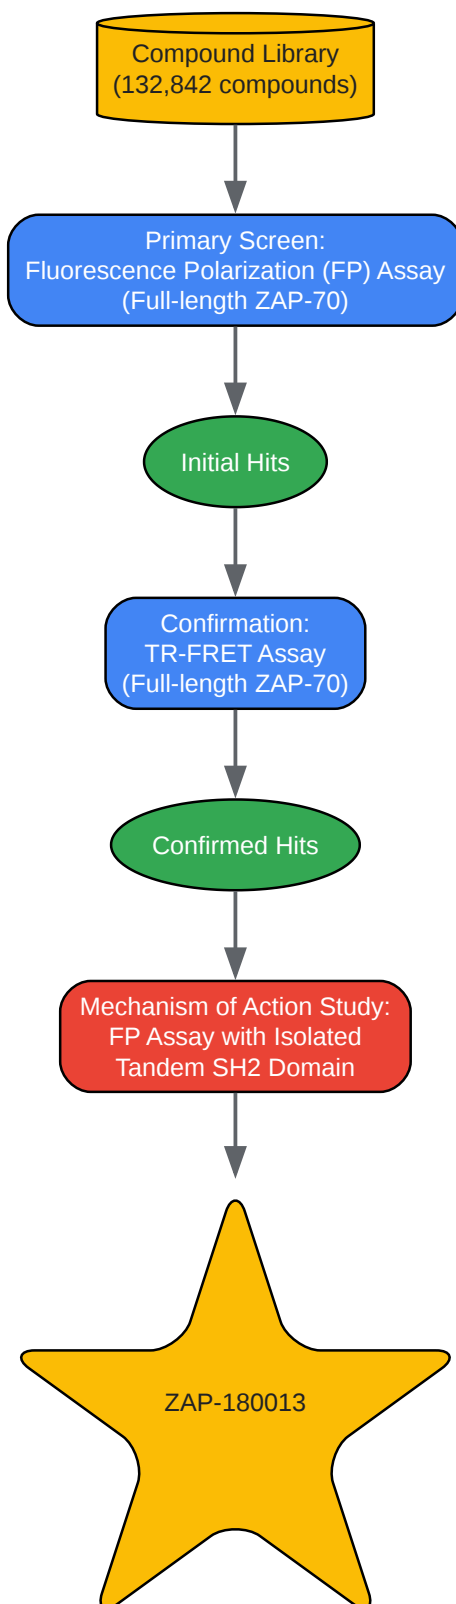 Compound Library
(132,842 compounds)
Primary Screen:
Fluorescence Polarization (FP) Assay
(Full-length ZAP-70)
Initial Hits
Confirmation:
TR-FRET Assay
(Full-length ZAP-70)
Confirmed Hits
Mechanism of Action Study:
FP Assay with Isolated
Tandem SH2 Domain
ZAP-180013